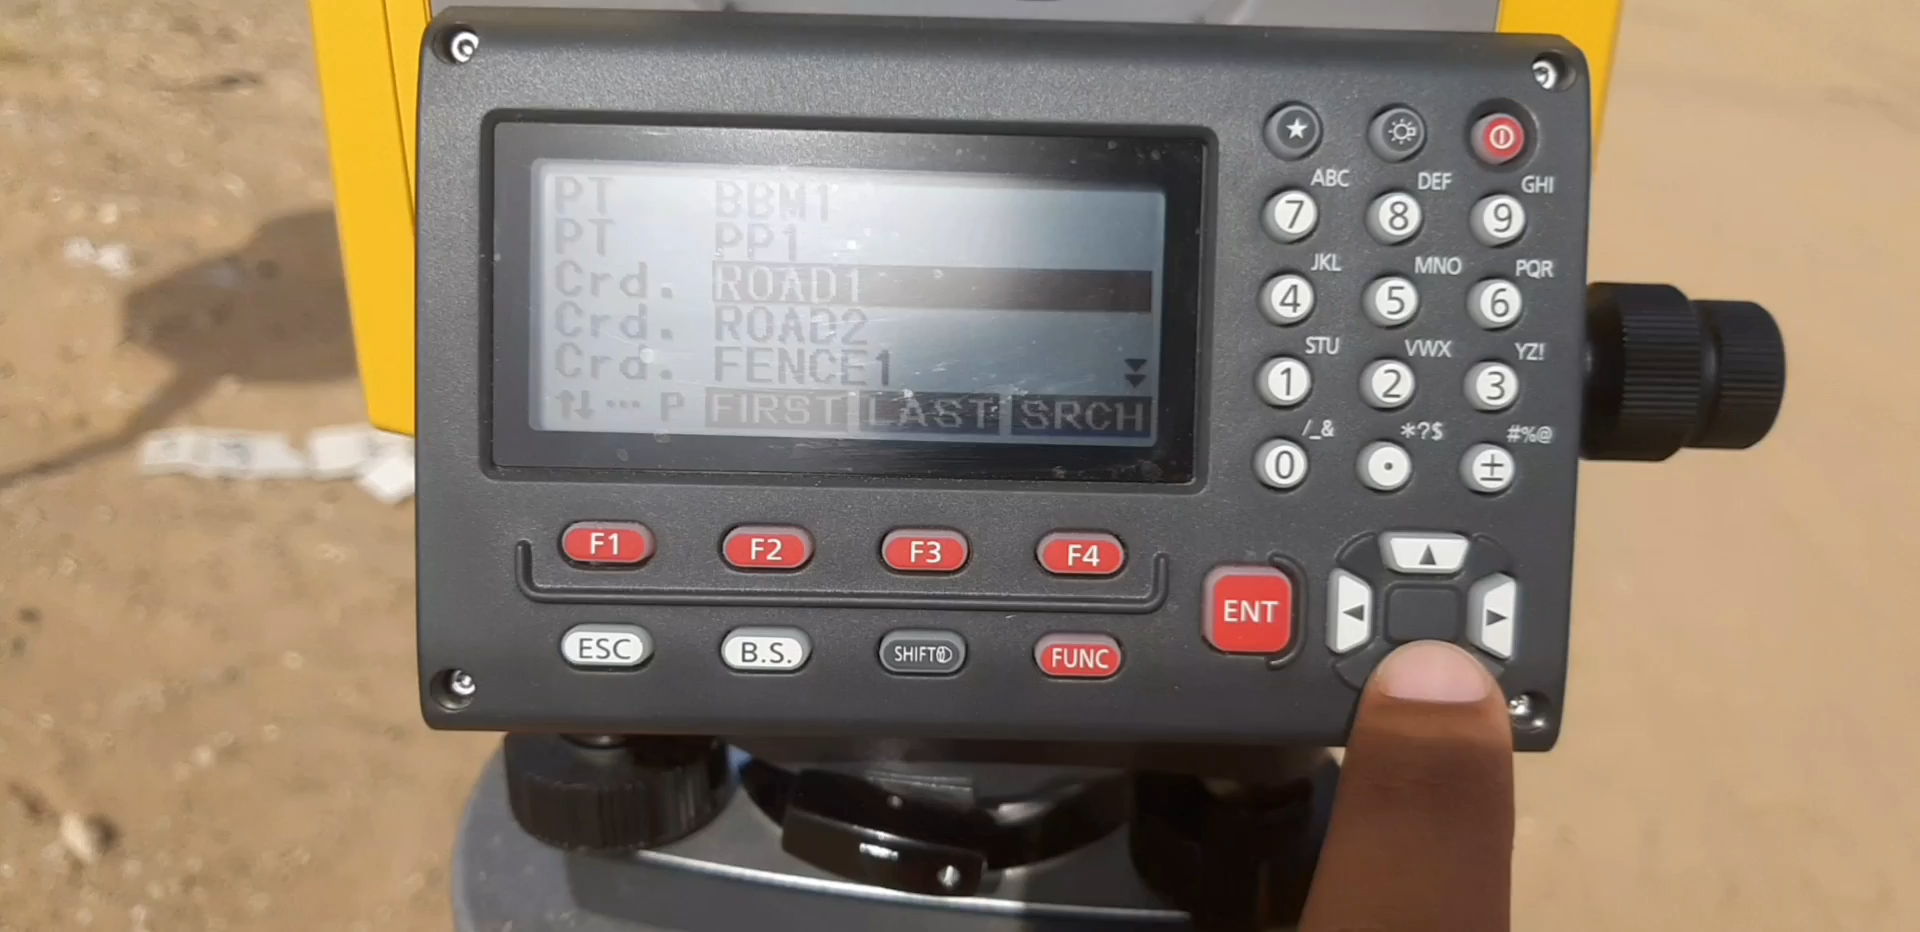 PT BBM1
PT PP1
Crd. ROAD1
Crd. ROAD2
Crd. FENCE1
↑↓··· P FIRST LAST SRCH
ABC DEF GHI
7 8 9
JKL MNO PQR
4 5 6
STU VWX YZ!
1 2 3
/_& *?$ #%@
0 • ±
F1 F2 F3 F4
ESC B.S. SHIFT FUNC
ENT